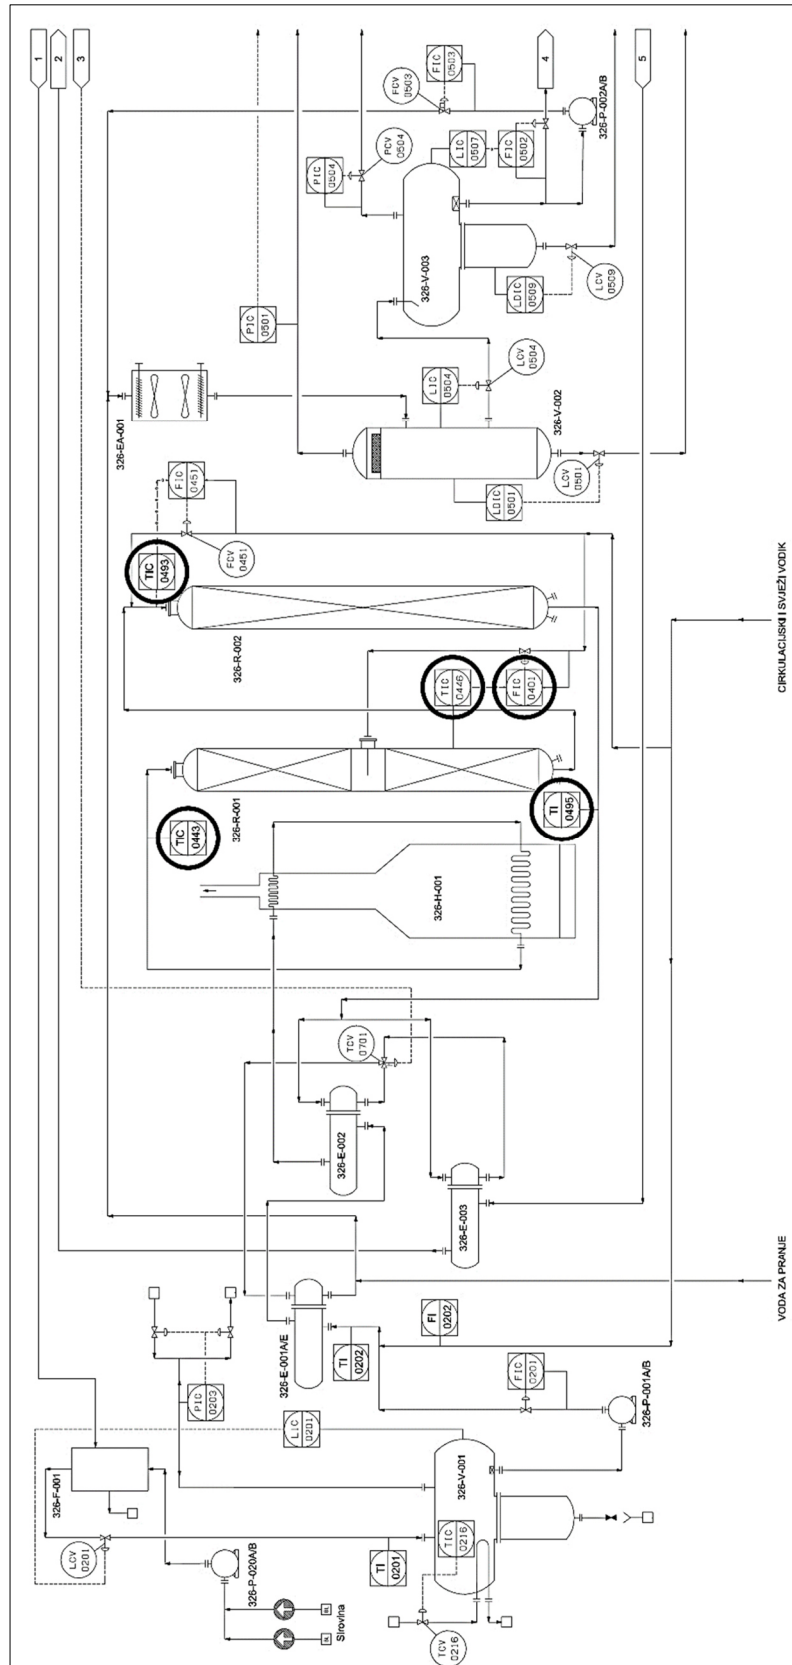 1
2
3
4
5
FIC
0503
FCV
0503
326-P-002A/B
PCV
0504
PIC
0504
LIC
0507
FIC
0502
326-V-003
LDIC
0509
LCV
0509
PIC
0501
326-EA-001
LIC
0504
LCV
0504
326-V-002
LDIC
0501
LCV
0501
FIC
0451
FCV
0451
TIC
0493
326-R-002
TIC
0446
FIC
0401
TIC
0443
326-R-001
TI
0495
326-H-001
CIRKULACIJSKI I SVJEŽI VODIK
TCV
0701
326-E-002
326-E-003
326-E-001A/E
VODA ZA PRANJE
TI
0202
FI
0202
PIC
0203
LIC
0201
FIC
0201
326-P-001A/B
326-F-001
326-V-001
LCV
0201
326-P-020A/B
TI
0201
TIC
0216
TCV
0216
Sirovina